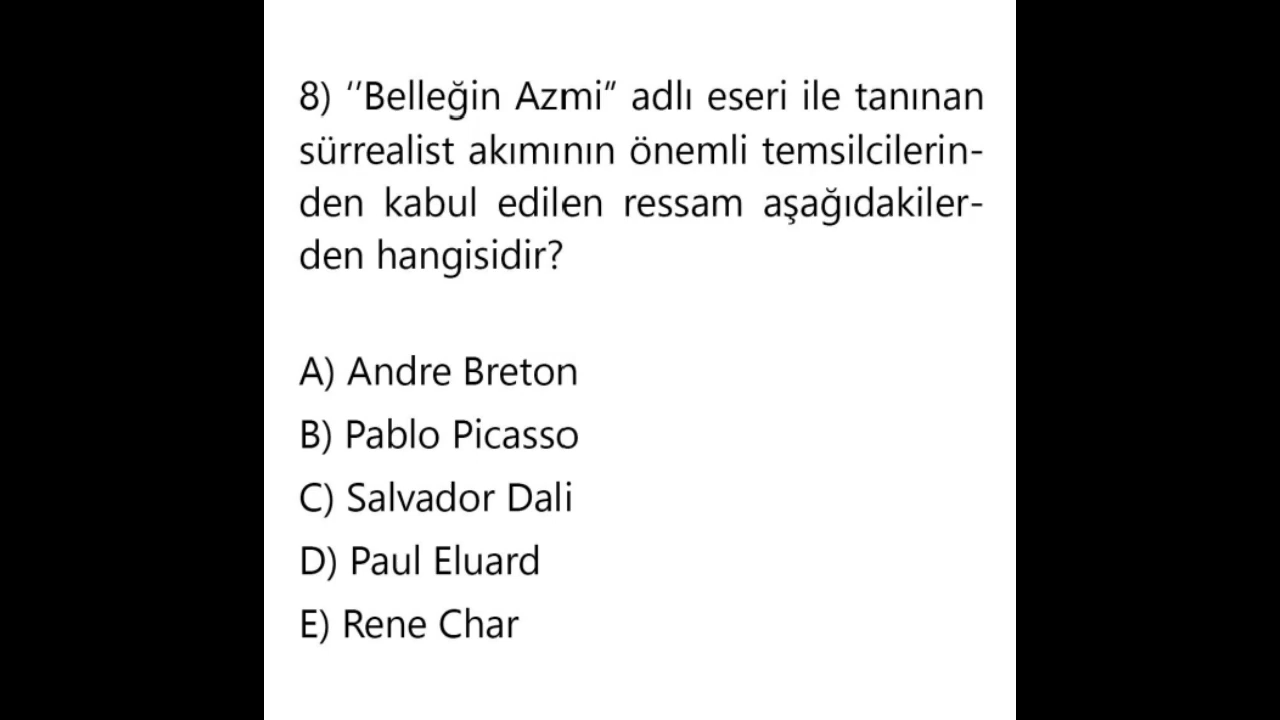 8) ‘‘Belleğin Azmi” adlı eseri ile tanınan
sürrealist akımının önemli temsilcilerin-
den kabul edilen ressam aşağıdakiler-
den hangisidir?
A) Andre Breton
B) Pablo Picasso
C) Salvador Dali
D) Paul Eluard
E) Rene Char